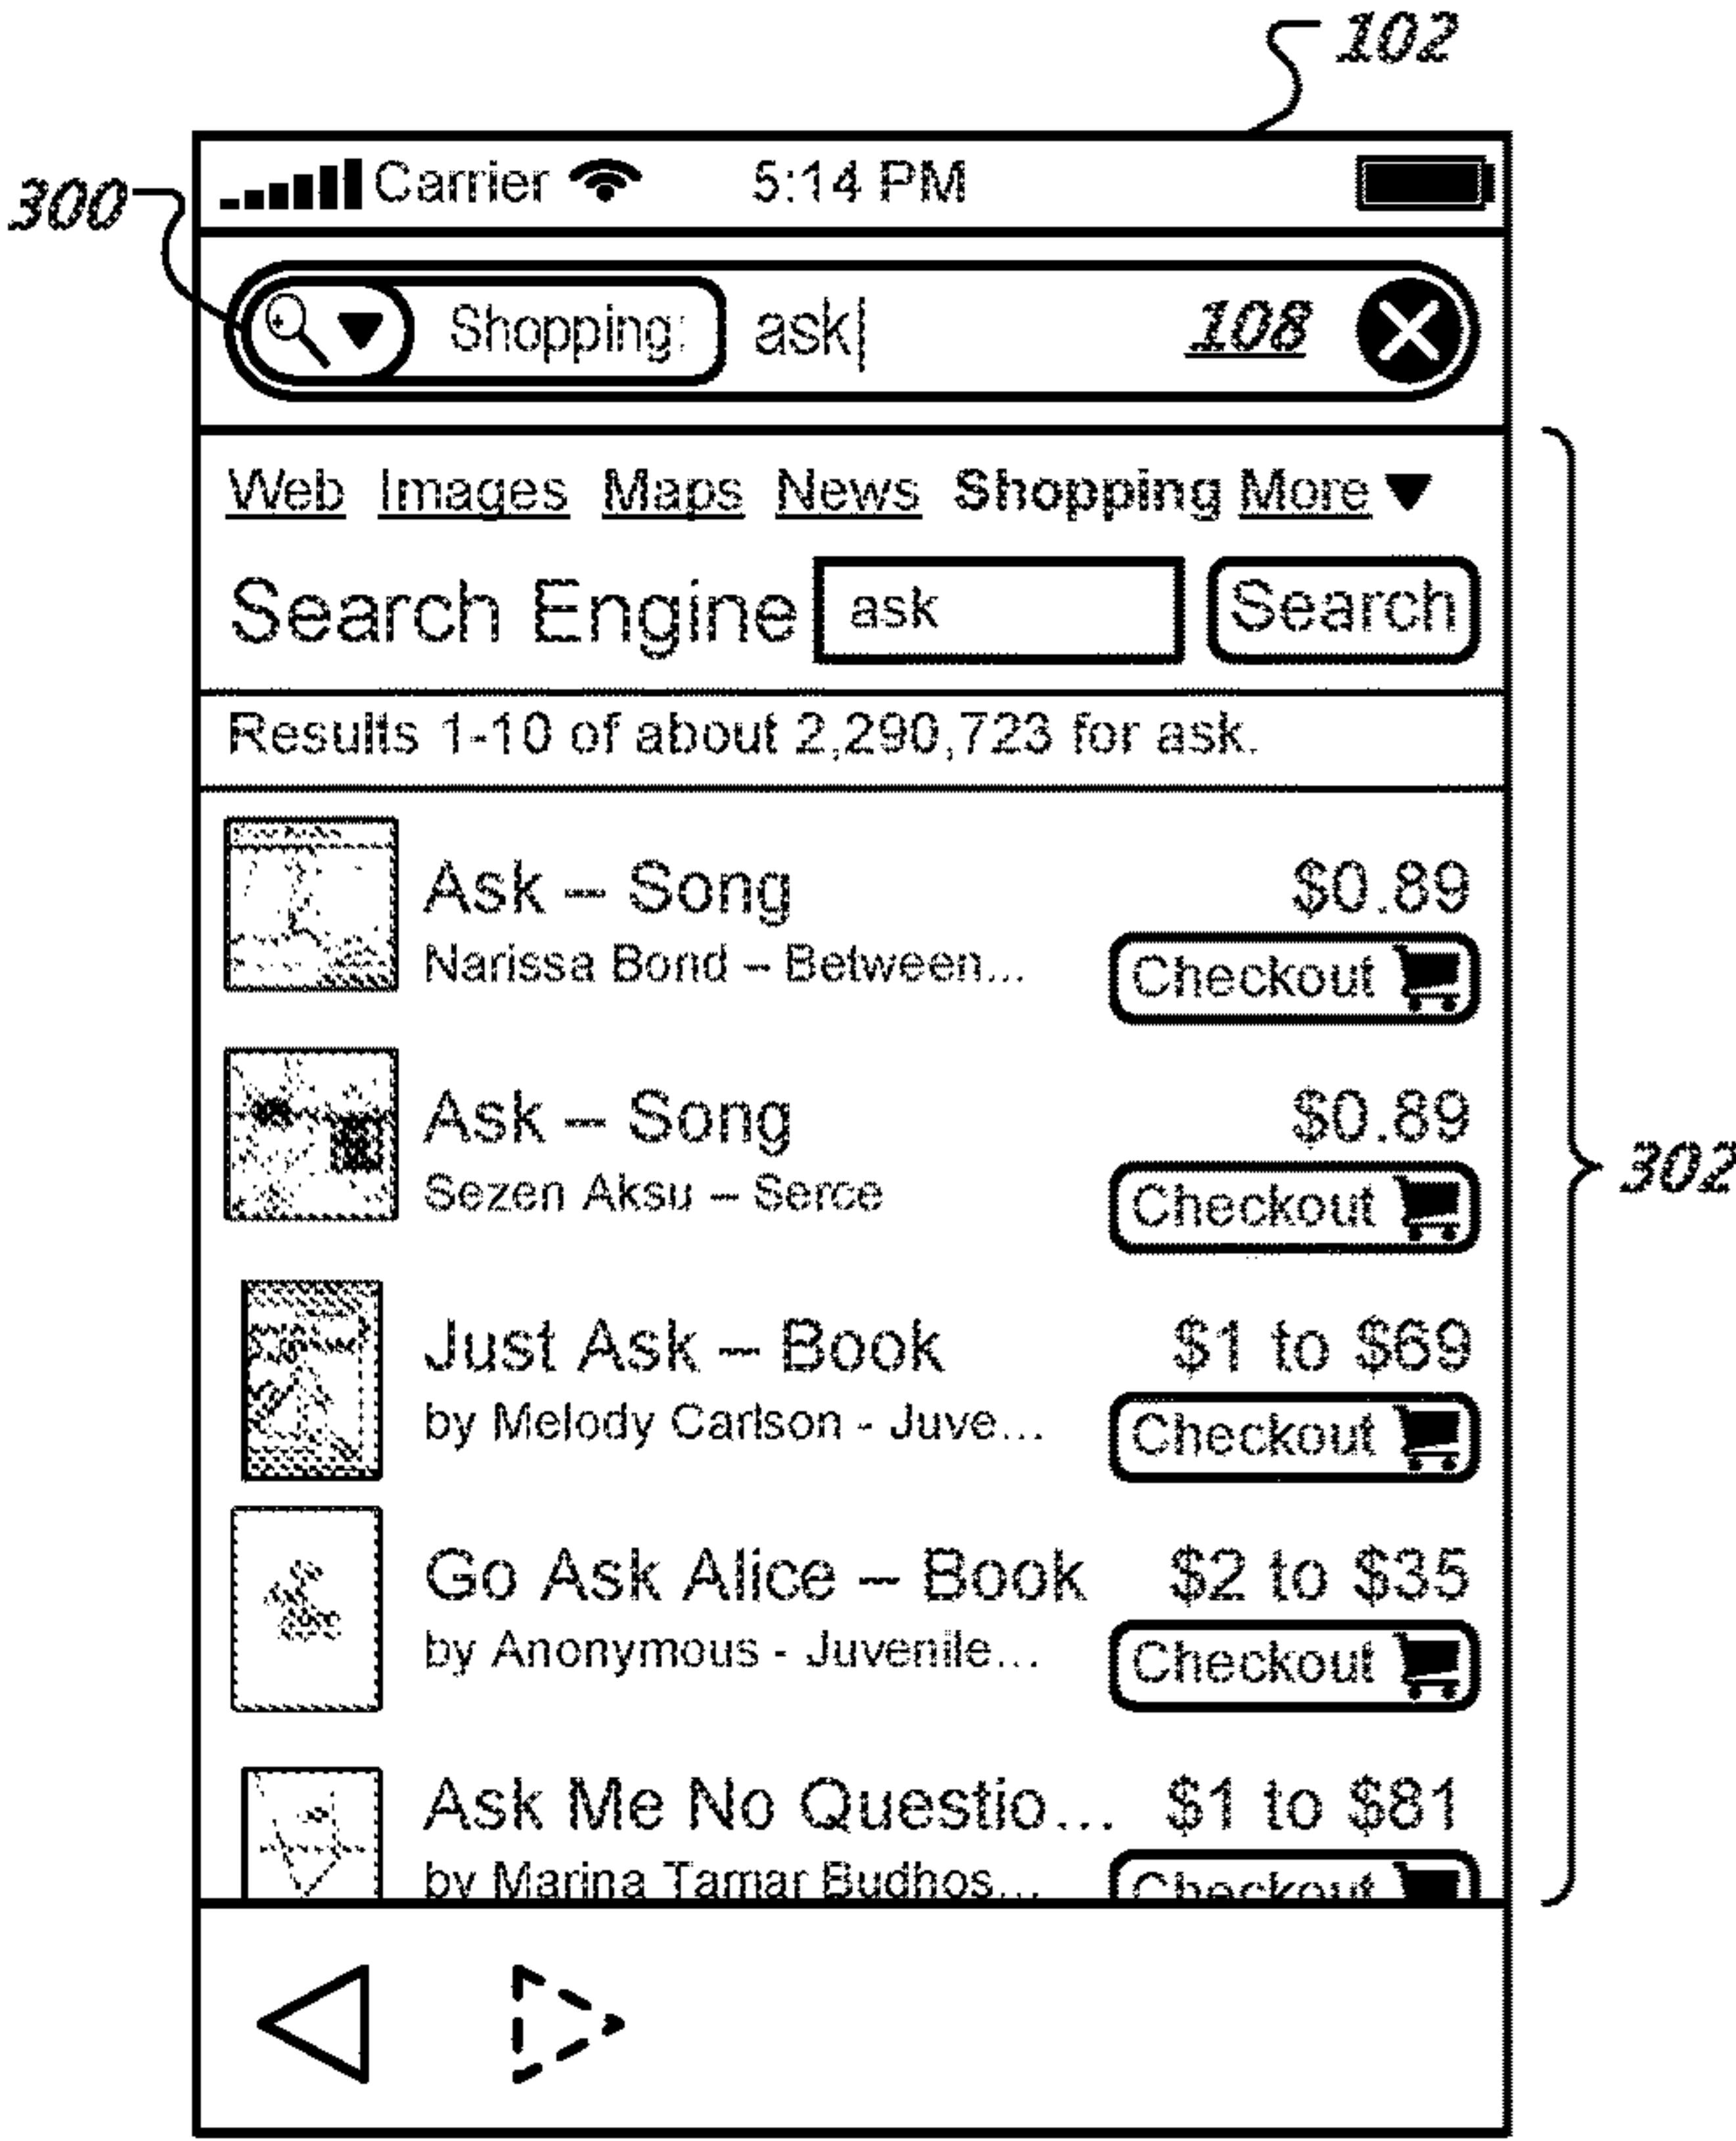 102
300
Carrier 5:14 PM
Shopping: ask 108
Web Images Maps News Shopping More
Search Engine ask Search
Results 1-10 of about 2,290,723 for ask.
Ask – Song $0.89
Narissa Bond – Between... Checkout
Ask – Song $0.89
Sezen Aksu – Serce Checkout
302
Just Ask – Book $1 to $69
by Melody Carlson - Juve... Checkout
Go Ask Alice – Book $2 to $35
by Anonymous - Juvenile... Checkout
Ask Me No Questio... $1 to $81
by Marina Tamar Budhos... Checkout